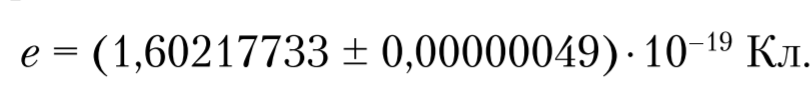 e = (1,60217733 ± 0,00000049) · 10⁻¹⁹ Кл.